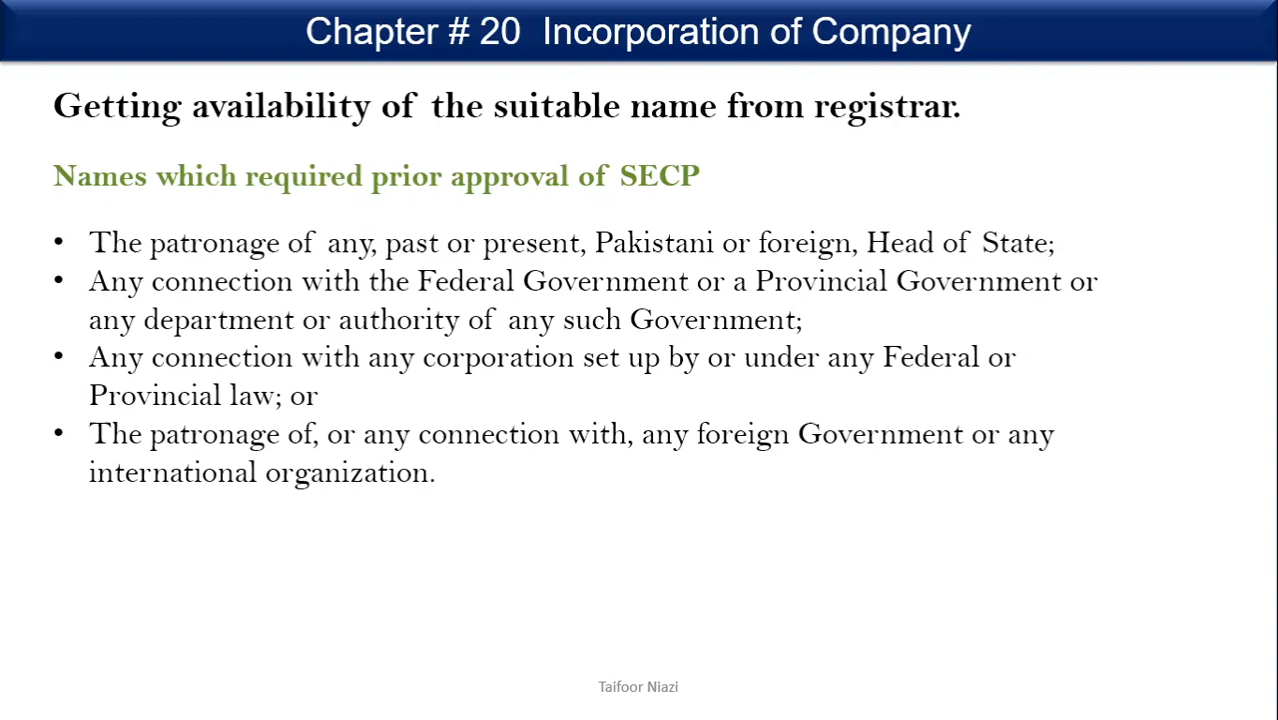 Chapter # 20 Incorporation of Company
Getting availability of the suitable name from registrar.
Names which required prior approval of SECP
• The patronage of any, past or present, Pakistani or foreign, Head of State;
• Any connection with the Federal Government or a Provincial Government or
any department or authority of any such Government;
• Any connection with any corporation set up by or under any Federal or
Provincial law; or
• The patronage of, or any connection with, any foreign Government or any
international organization.
Taifoor Niazi